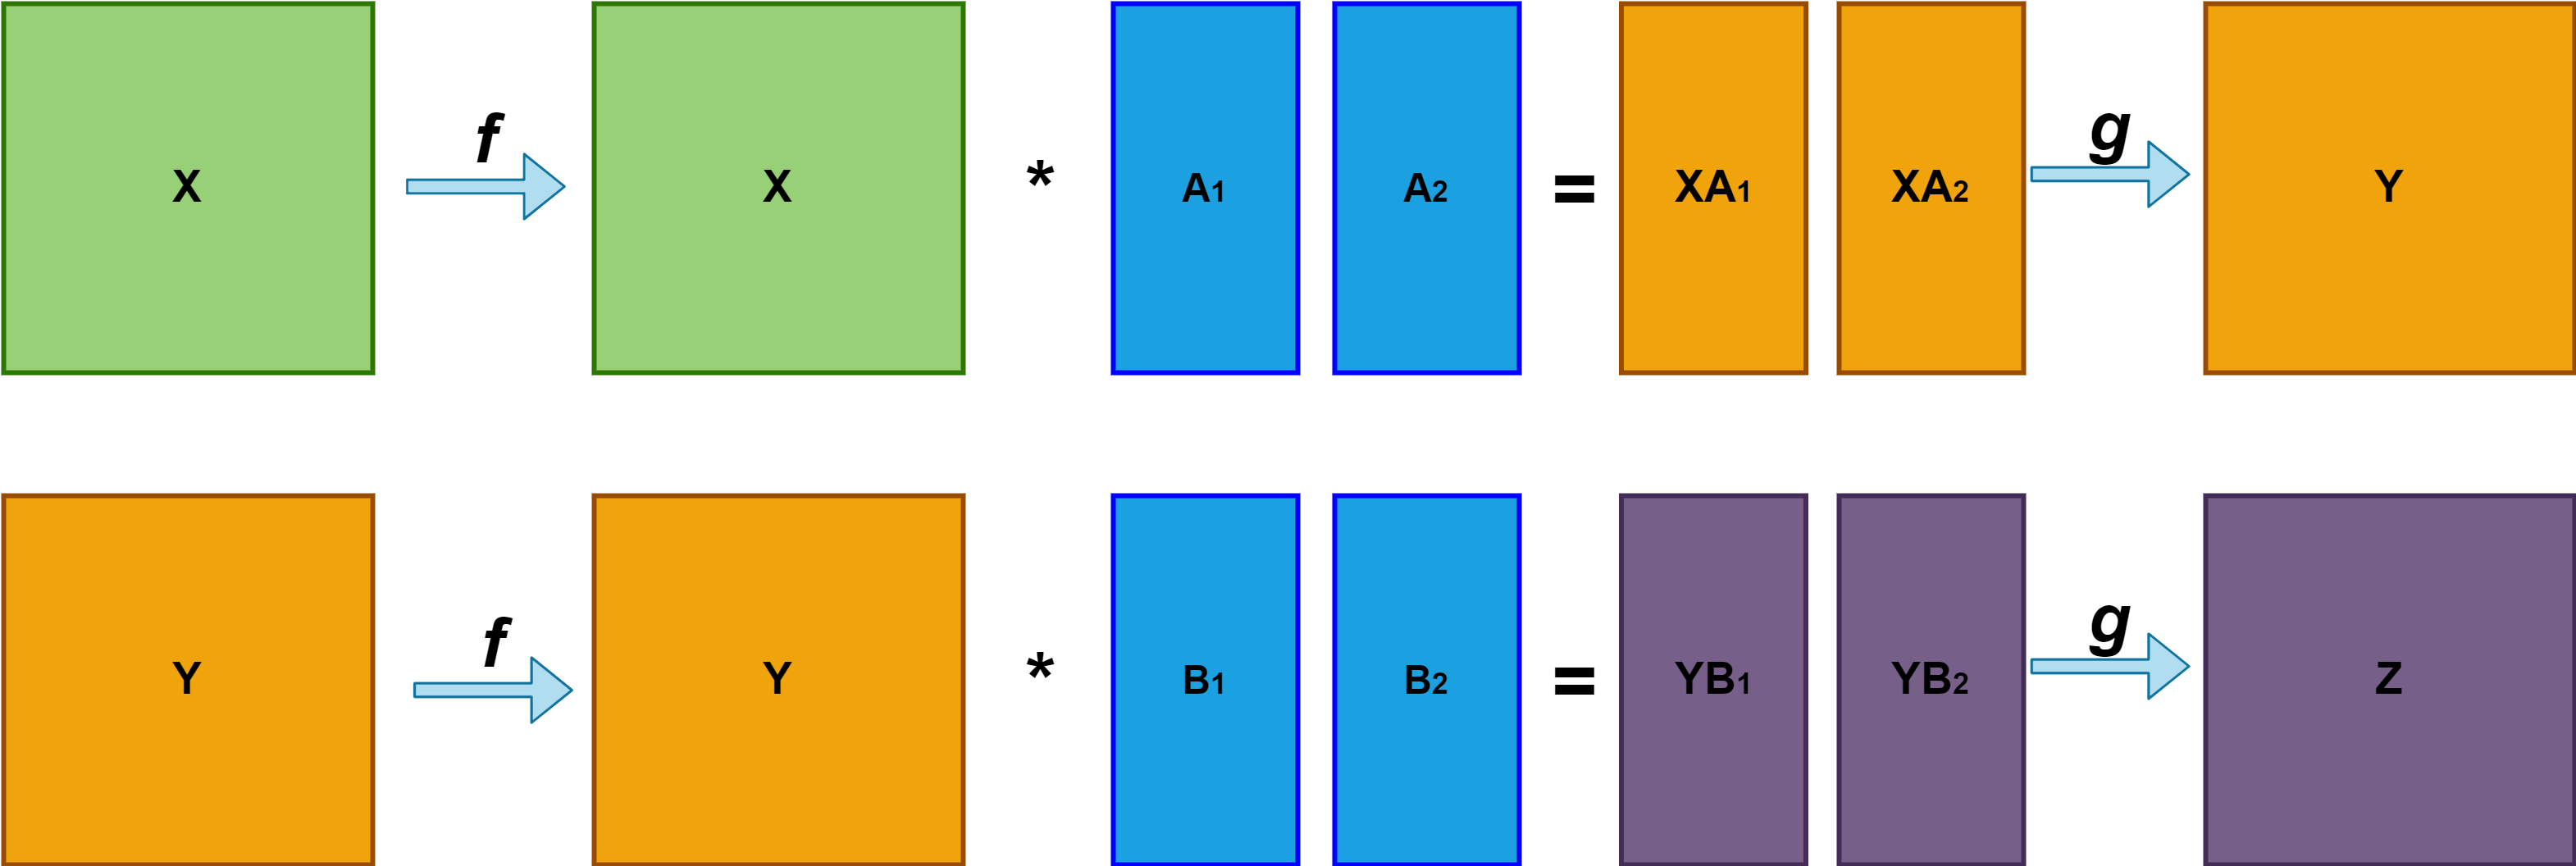 X f X * A1 A2 = XA1 XA2 g Y
Y f Y * B1 B2 = YB1 YB2 g Z